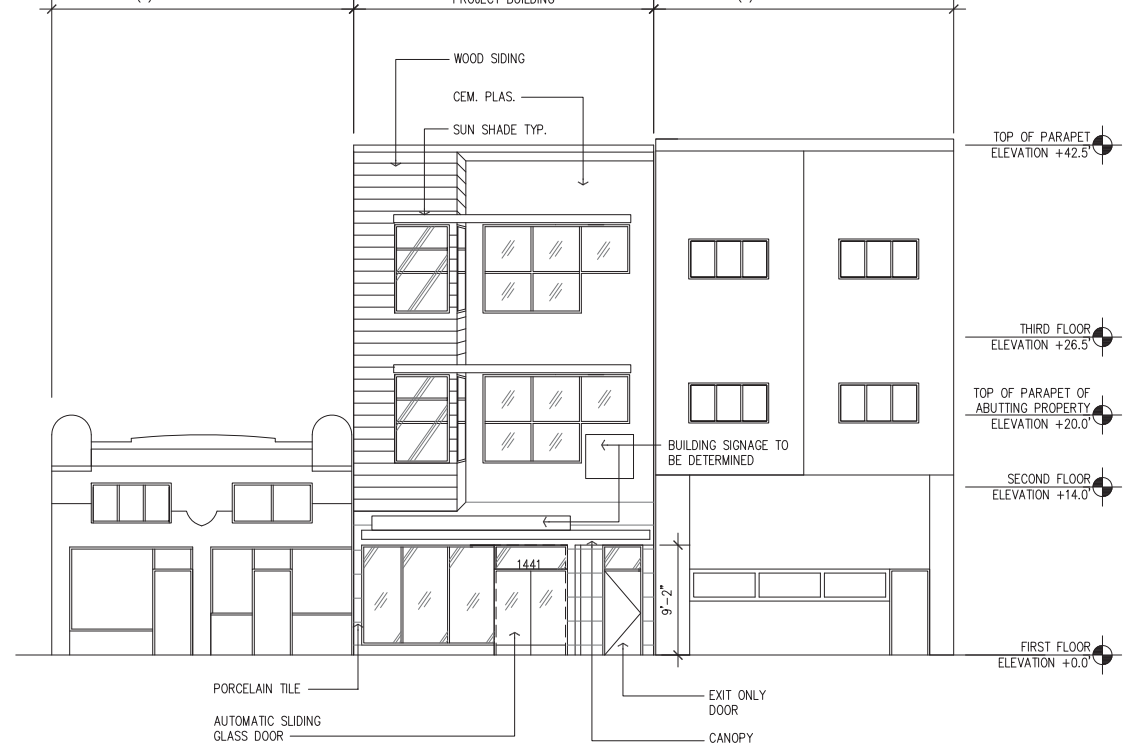 PROJECT BUILDING
WOOD SIDING
CEM. PLAS.
SUN SHADE TYP.
TOP OF PARAPET
ELEVATION +42.5'
THIRD FLOOR
ELEVATION +26.5'
TOP OF PARAPET OF
ABUTTING PROPERTY
ELEVATION +20.0'
BUILDING SIGNAGE TO
BE DETERMINED
SECOND FLOOR
ELEVATION +14.0'
1441
9'-2"
FIRST FLOOR
ELEVATION +0.0'
PORCELAIN TILE
EXIT ONLY
DOOR
AUTOMATIC SLIDING
GLASS DOOR
CANOPY